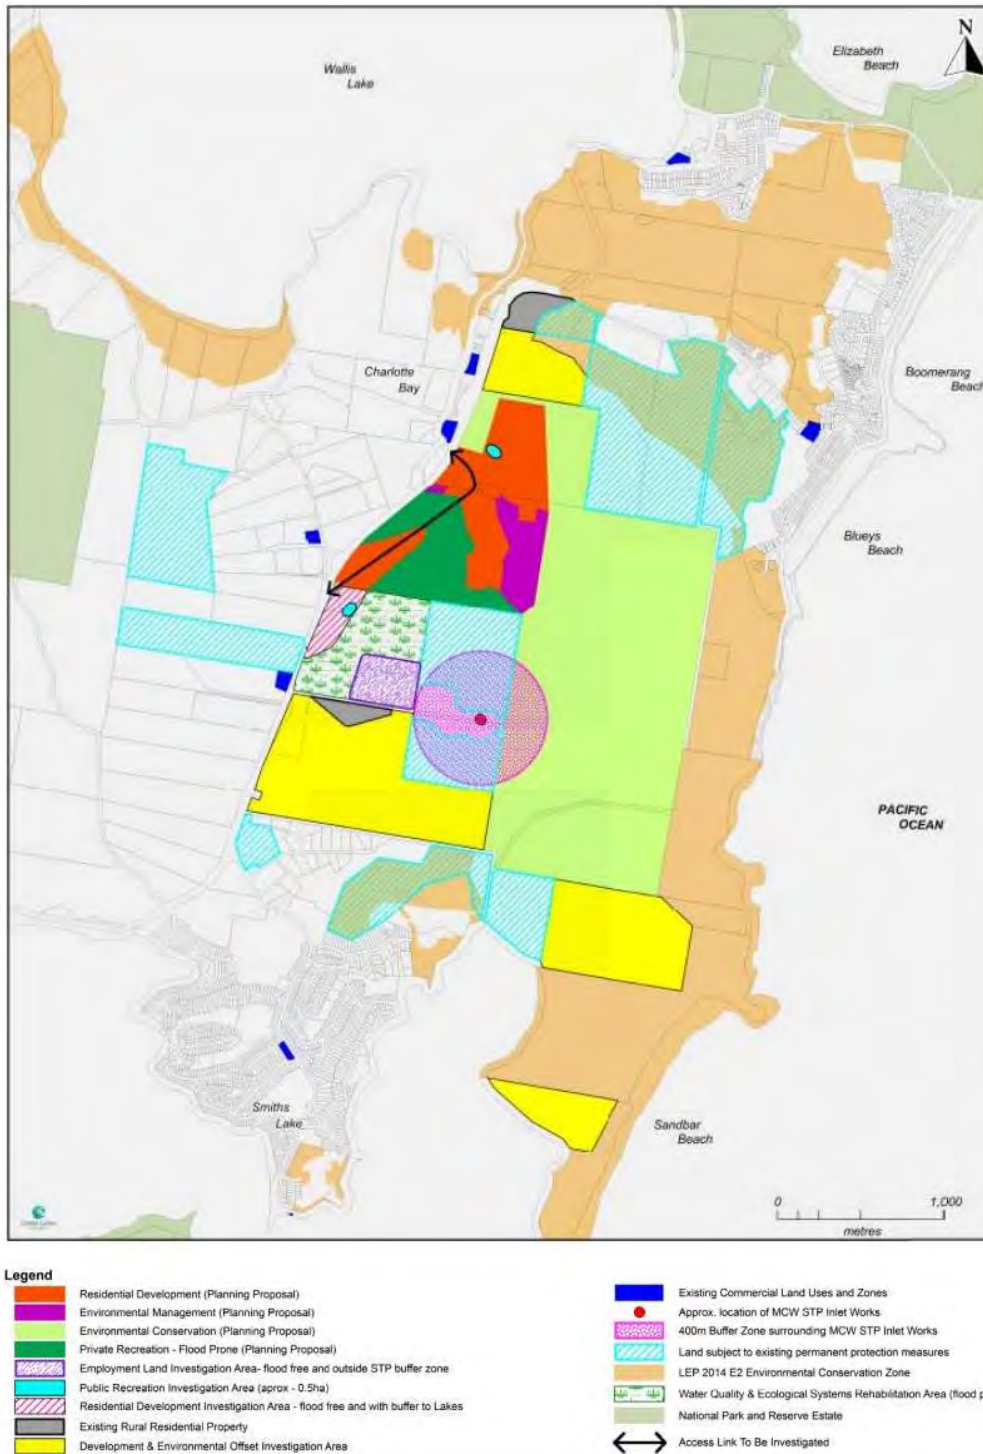 N
Elizabeth
Beach
Wallis
Lake
Charlotte
Bay
Boomerang
Beach
Blueys
Beach
PACIFIC
OCEAN
Smiths
Lake
Sandbar
Beach
0 1,000
metres
Legend
Residential Development (Planning Proposal)
Environmental Management (Planning Proposal)
Environmental Conservation (Planning Proposal)
Private Recreation - Flood Prone (Planning Proposal)
Employment Land Investigation Area- flood free and outside STP buffer zone
Public Recreation Investigation Area (aprox - 0.5ha)
Residential Development Investigation Area - flood free and with buffer to Lakes
Existing Rural Residential Property
Development & Environmental Offset Investigation Area
Existing Commercial Land Uses and Zones
Approx. location of MCW STP Inlet Works
400m Buffer Zone surrounding MCW STP Inlet Works
Land subject to existing permanent protection measures
LEP 2014 E2 Environmental Conservation Zone
Water Quality & Ecological Systems Rehabilitation Area (flood p
National Park and Reserve Estate
Access Link To Be Investigated